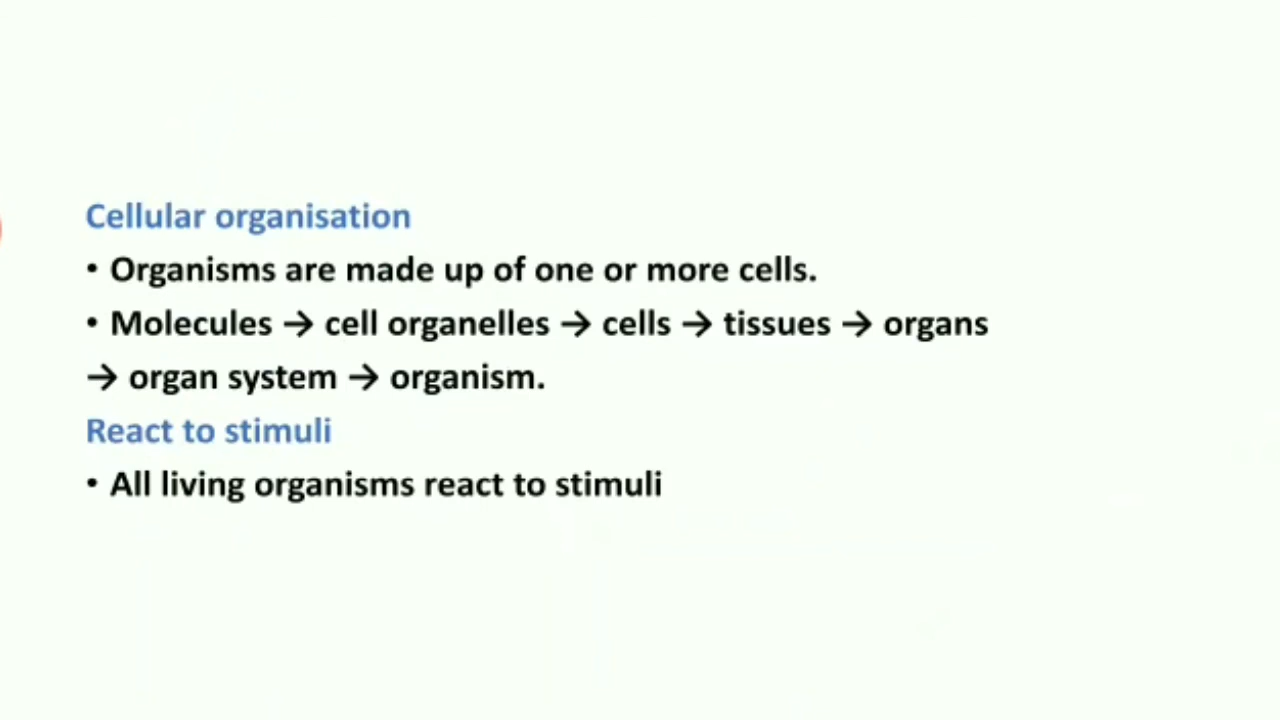 Cellular organisation
• Organisms are made up of one or more cells.
• Molecules → cell organelles → cells → tissues → organs
→ organ system → organism.
React to stimuli
• All living organisms react to stimuli